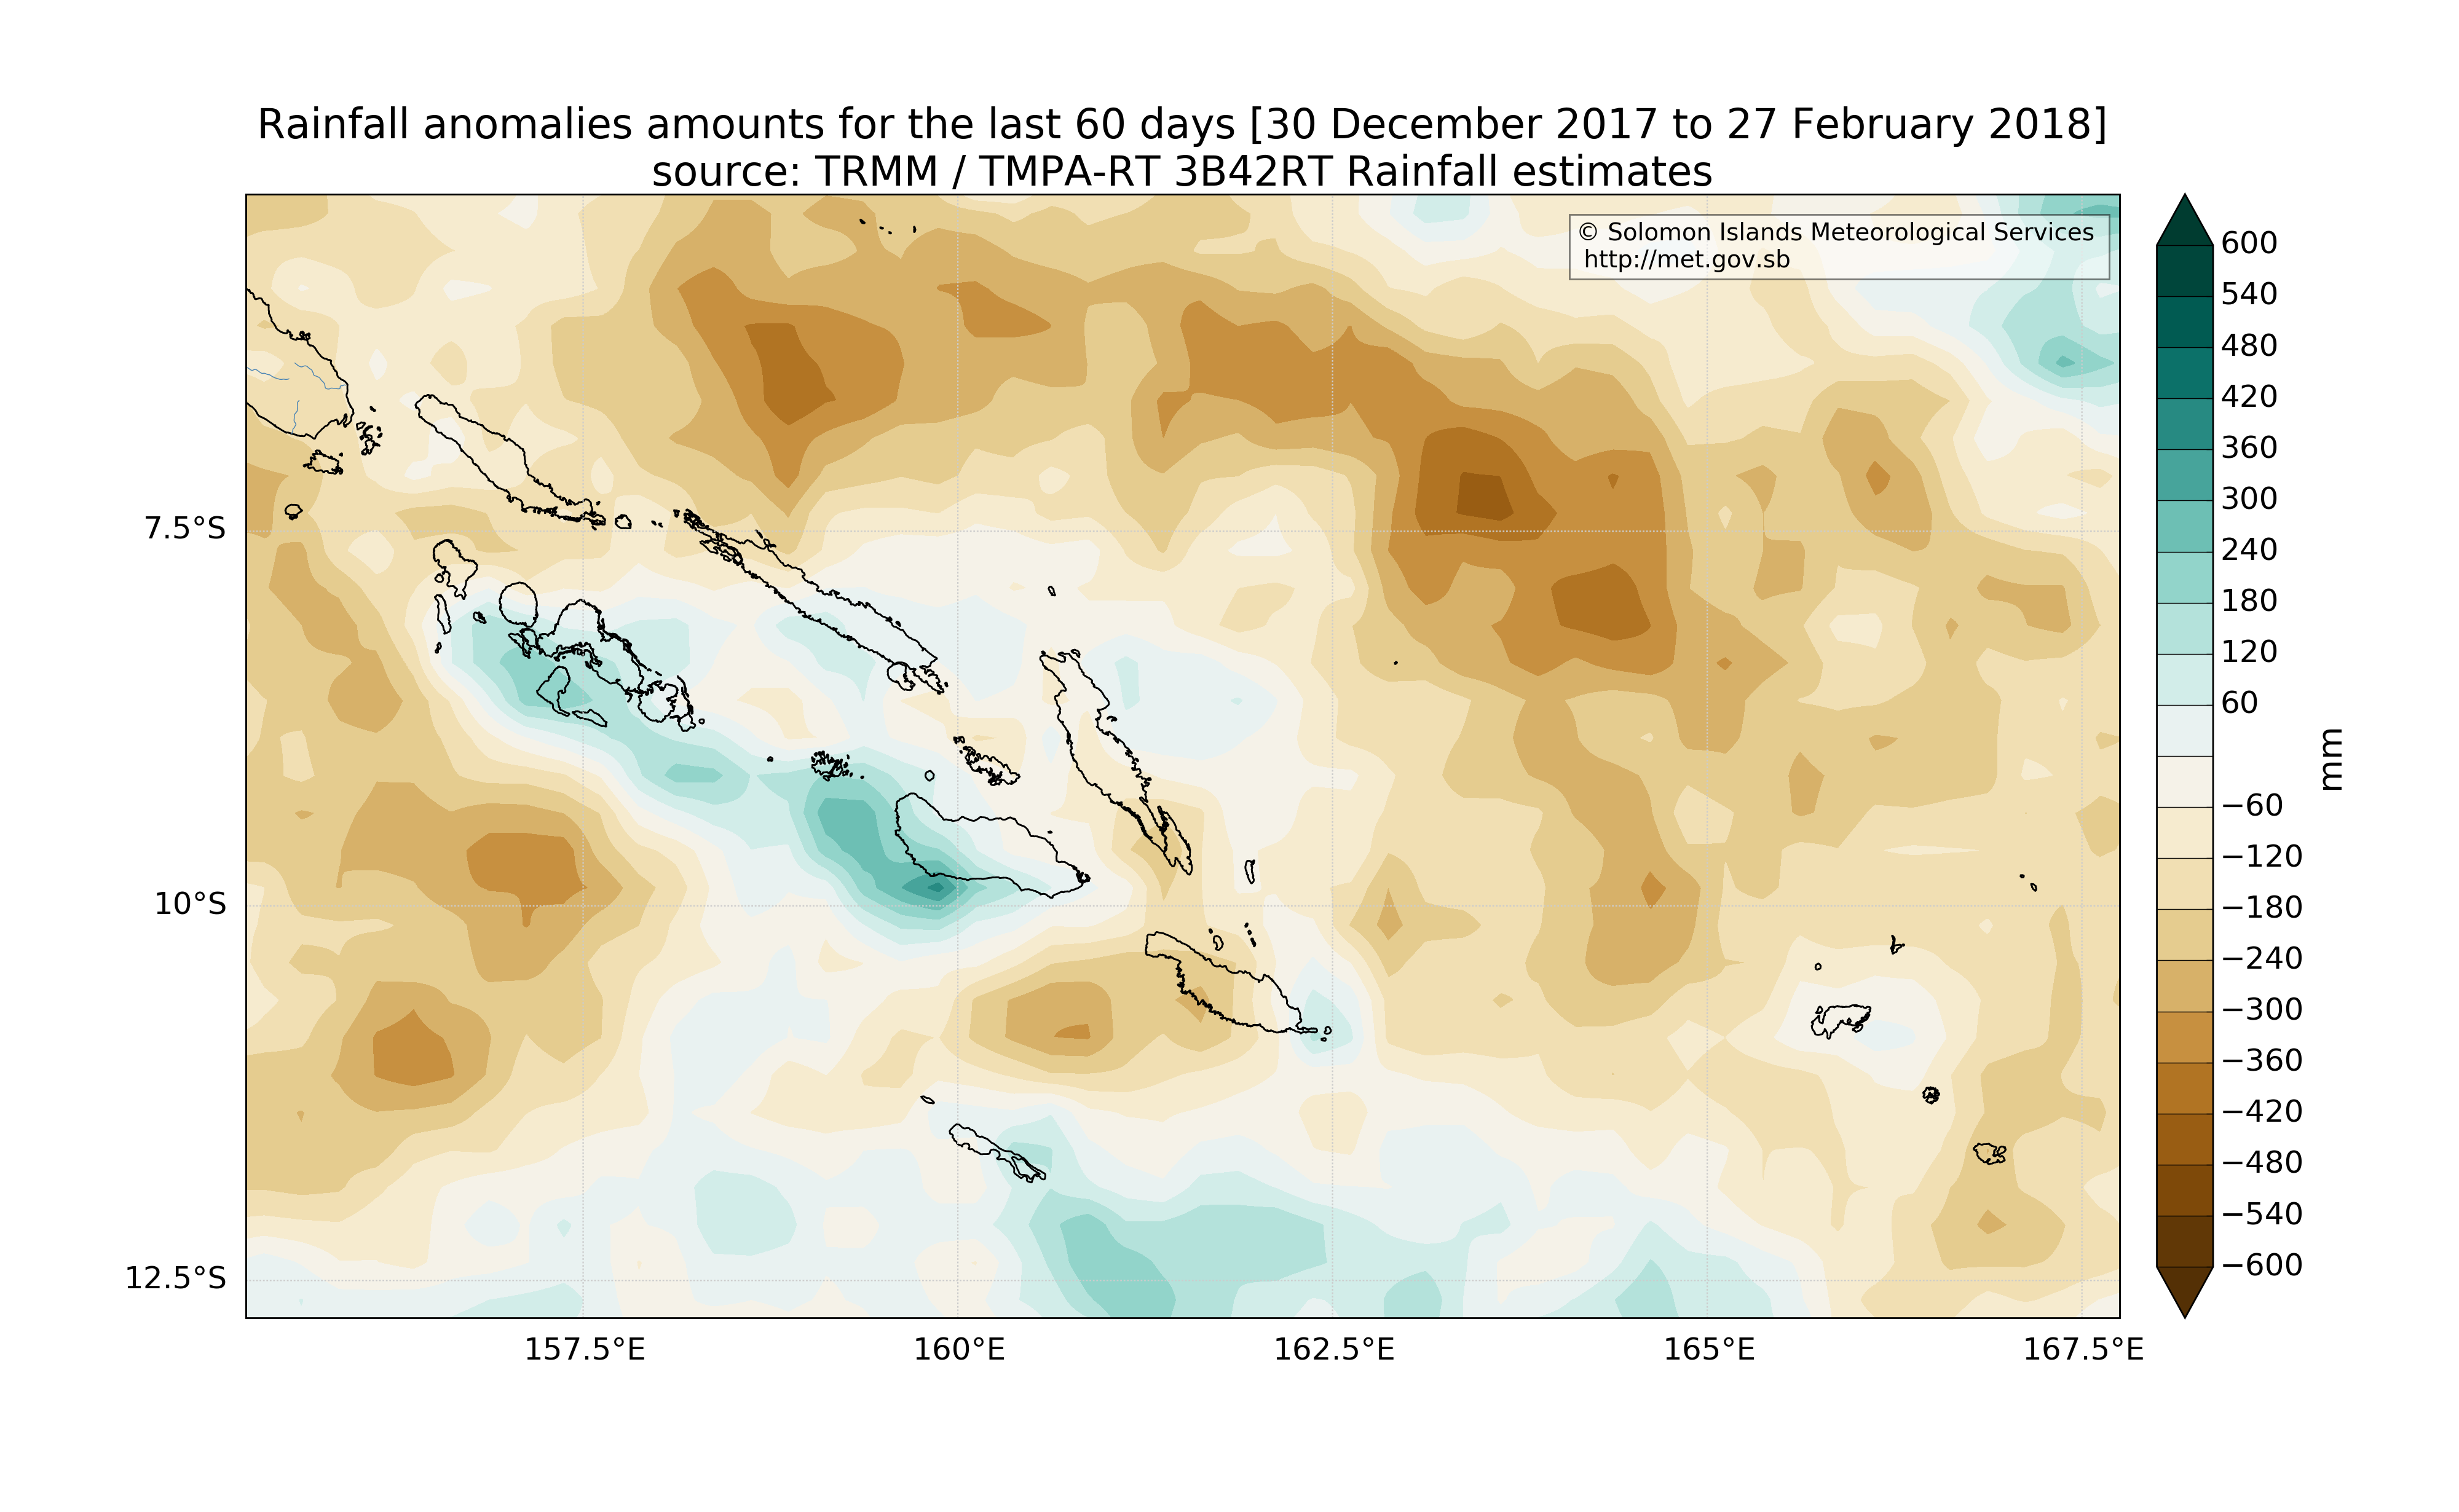 Rainfall anomalies amounts for the last 60 days [30 December 2017 to 27 February 2018]
source: TRMM / TMPA-RT 3B42RT Rainfall estimates
© Solomon Islands Meteorological Services
http://met.gov.sb
7.5°S
10°S
12.5°S
157.5°E
160°E
162.5°E
165°E
167.5°E
600
540
480
420
360
300
240
180
120
60
−60
−120
−180
−240
−300
−360
−420
−480
−540
−600
mm